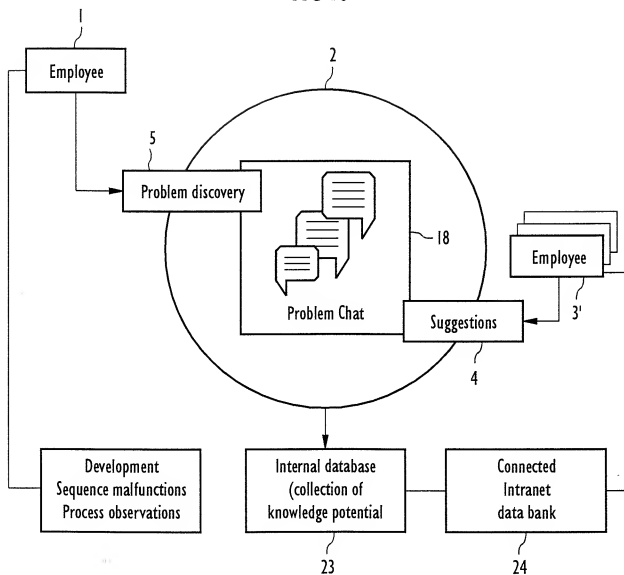 1
Employee
2
5
Problem discovery
18
Problem Chat
Employee
3'
Suggestions
4
Development
Sequence malfunctions
Process observations
Internal database
(collection of
knowledge potential
Connected
Intranet
data bank
23
24